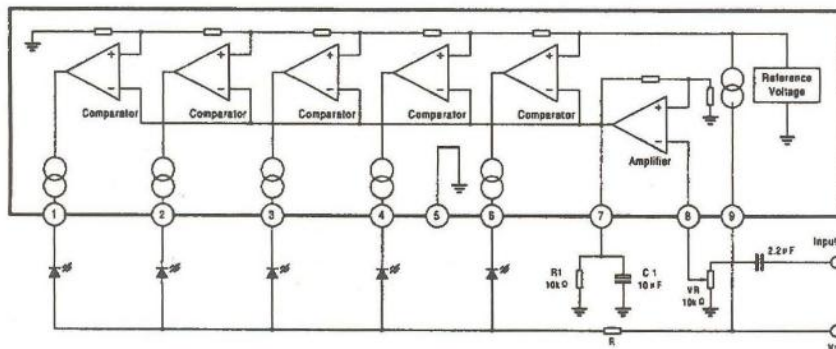 Reference
Voltage
Comparator
Comparator
Comparator
Comparator
Comparator
Amplifier
1
2
3
4
5
6
7
8
9
Input
2.2µF
R1
10kΩ
C1
10µF
VR
10kΩ
R